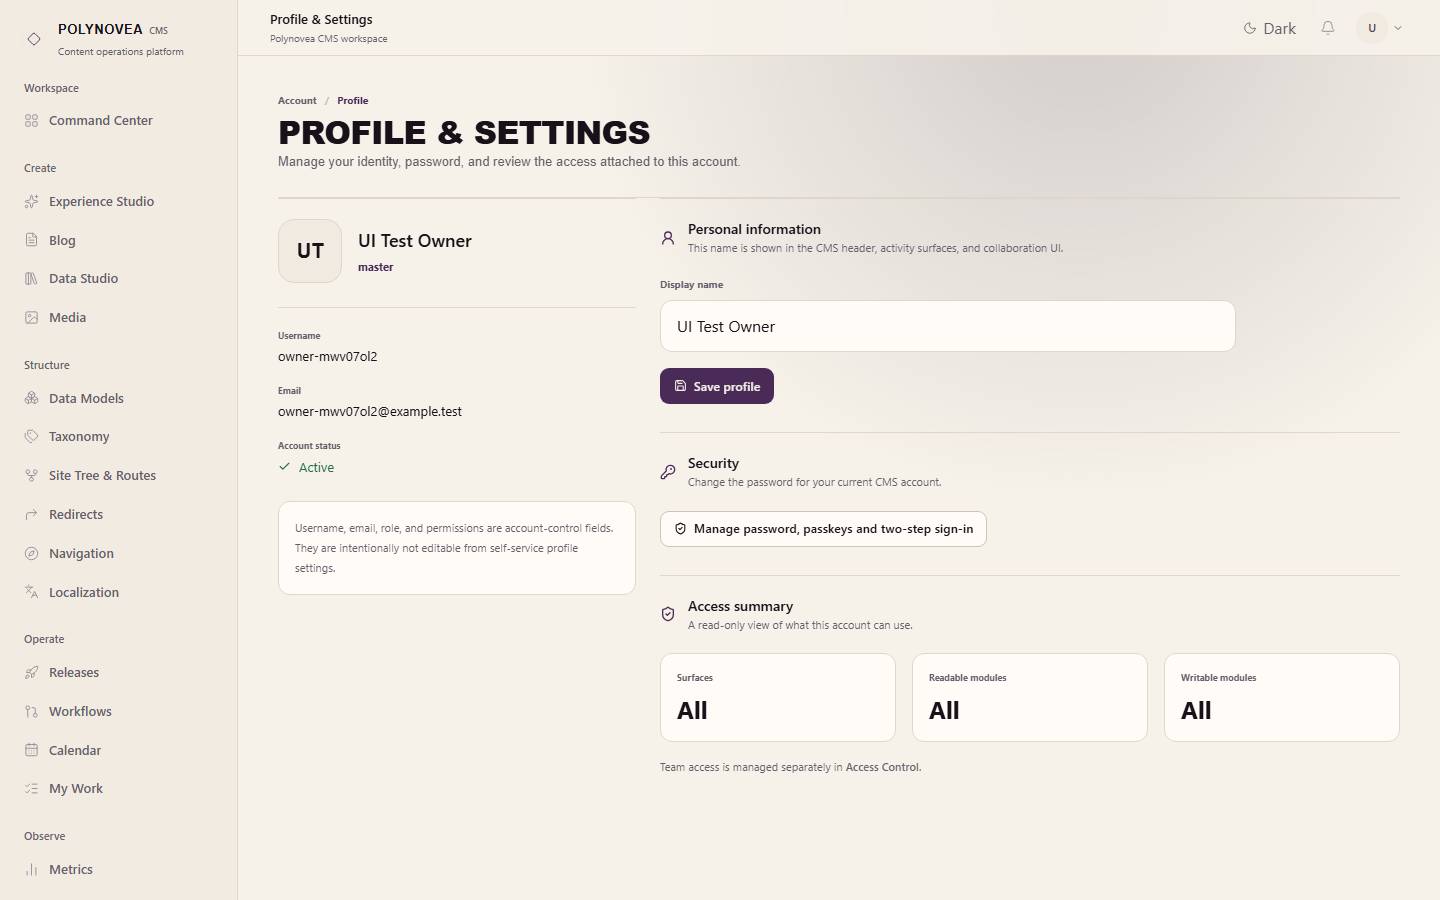 POLYNOVEA CMS
Content operations platform
Workspace
Command Center
Create
Experience Studio
Blog
Data Studio
Media
Structure
Data Models
Taxonomy
Site Tree & Routes
Redirects
Navigation
Localization
Operate
Releases
Workflows
Calendar
My Work
Observe
Metrics
Profile & Settings
Polynovea CMS workspace
Dark
U
Account / Profile
PROFILE & SETTINGS
Manage your identity, password, and review the access attached to this account.
UT
UI Test Owner
master
Username
owner-mwv07ol2
Email
owner-mwv07ol2@example.test
Account status
Active
Username, email, role, and permissions are account-control fields.
They are intentionally not editable from self-service profile
settings.
Personal information
This name is shown in the CMS header, activity surfaces, and collaboration UI.
Display name
UI Test Owner
Save profile
Security
Change the password for your current CMS account.
Manage password, passkeys and two-step sign-in
Access summary
A read-only view of what this account can use.
Surfaces
All
Readable modules
All
Writable modules
All
Team access is managed separately in Access Control.